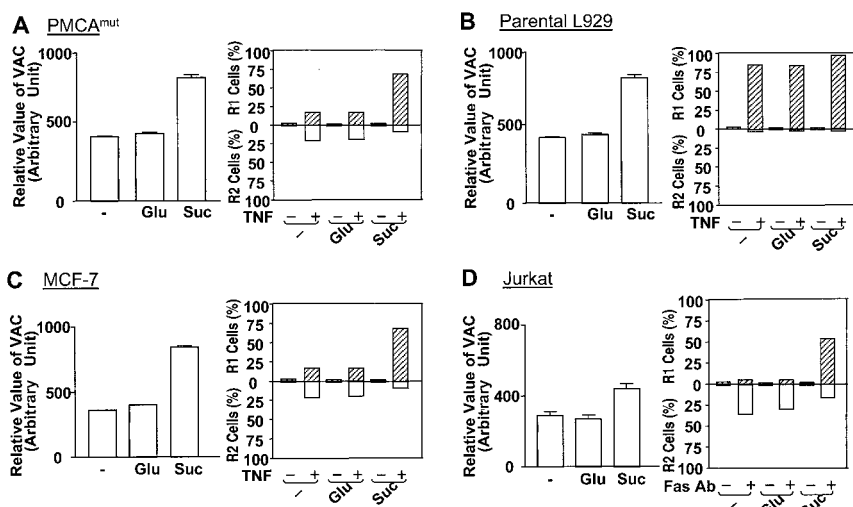 A PMCAmut
Relative Value of VAC
(Arbitrary Unit)
1000
500
0
- Glu Suc
R1 Cells (%)
R2 Cells (%)
100
75
50
25
0
25
50
75
100
TNF - + - + - +
- Glu Suc
B Parental L929
Relative Value of VAC
(Arbitrary Unit)
1000
500
0
- Glu Suc
R1 Cells (%)
R2 Cells (%)
100
75
50
25
0
25
50
75
100
TNF - + - + - +
- Glu Suc
C MCF-7
Relative Value of VAC
(Arbitrary Unit)
1000
500
0
- Glu Suc
R1 Cells (%)
R2 Cells (%)
100
75
50
25
0
25
50
75
100
TNF - + - + - +
- Glu Suc
D Jurkat
Relative Value of VAC
(Arbitrary Unit)
800
400
0
- Glu Suc
R1 Cells (%)
R2 Cells (%)
100
75
50
25
0
25
50
75
100
Fas Ab - + - + - +
- Glu Suc